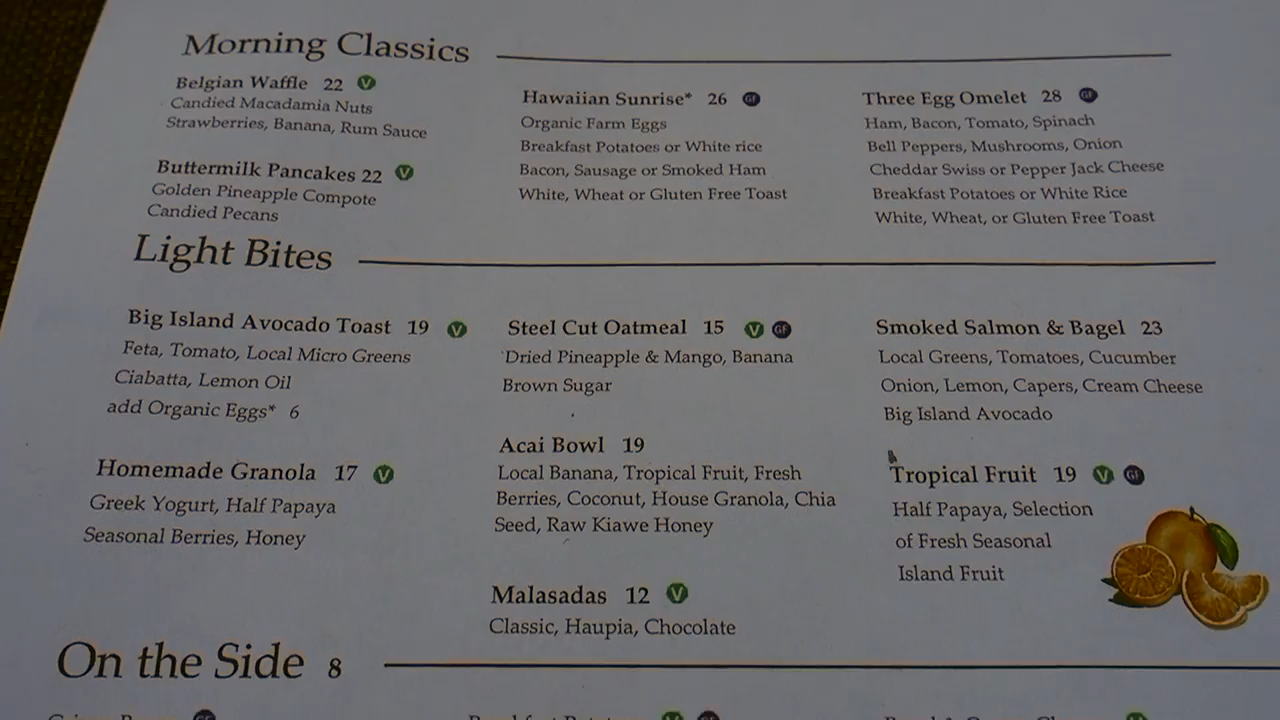 Morning Classics
Belgian Waffle 22 V
Candied Macadamia Nuts
Strawberries, Banana, Rum Sauce
Buttermilk Pancakes 22 V
Golden Pineapple Compote
Candied Pecans
Hawaiian Sunrise* 26 GF
Organic Farm Eggs
Breakfast Potatoes or White rice
Bacon, Sausage or Smoked Ham
White, Wheat or Gluten Free Toast
Three Egg Omelet 28 GF
Ham, Bacon, Tomato, Spinach
Bell Peppers, Mushrooms, Onion
Cheddar Swiss or Pepper Jack Cheese
Breakfast Potatoes or White Rice
White, Wheat, or Gluten Free Toast
Light Bites
Big Island Avocado Toast 19 V
Feta, Tomato, Local Micro Greens
Ciabatta, Lemon Oil
add Organic Eggs* 6
Homemade Granola 17 V
Greek Yogurt, Half Papaya
Seasonal Berries, Honey
Steel Cut Oatmeal 15 V GF
Dried Pineapple & Mango, Banana
Brown Sugar
Acai Bowl 19
Local Banana, Tropical Fruit, Fresh
Berries, Coconut, House Granola, Chia
Seed, Raw Kiawe Honey
Malasadas 12 V
Classic, Haupia, Chocolate
Smoked Salmon & Bagel 23
Local Greens, Tomatoes, Cucumber
Onion, Lemon, Capers, Cream Cheese
Big Island Avocado
Tropical Fruit 19 V GF
Half Papaya, Selection
of Fresh Seasonal
Island Fruit
On the Side 8